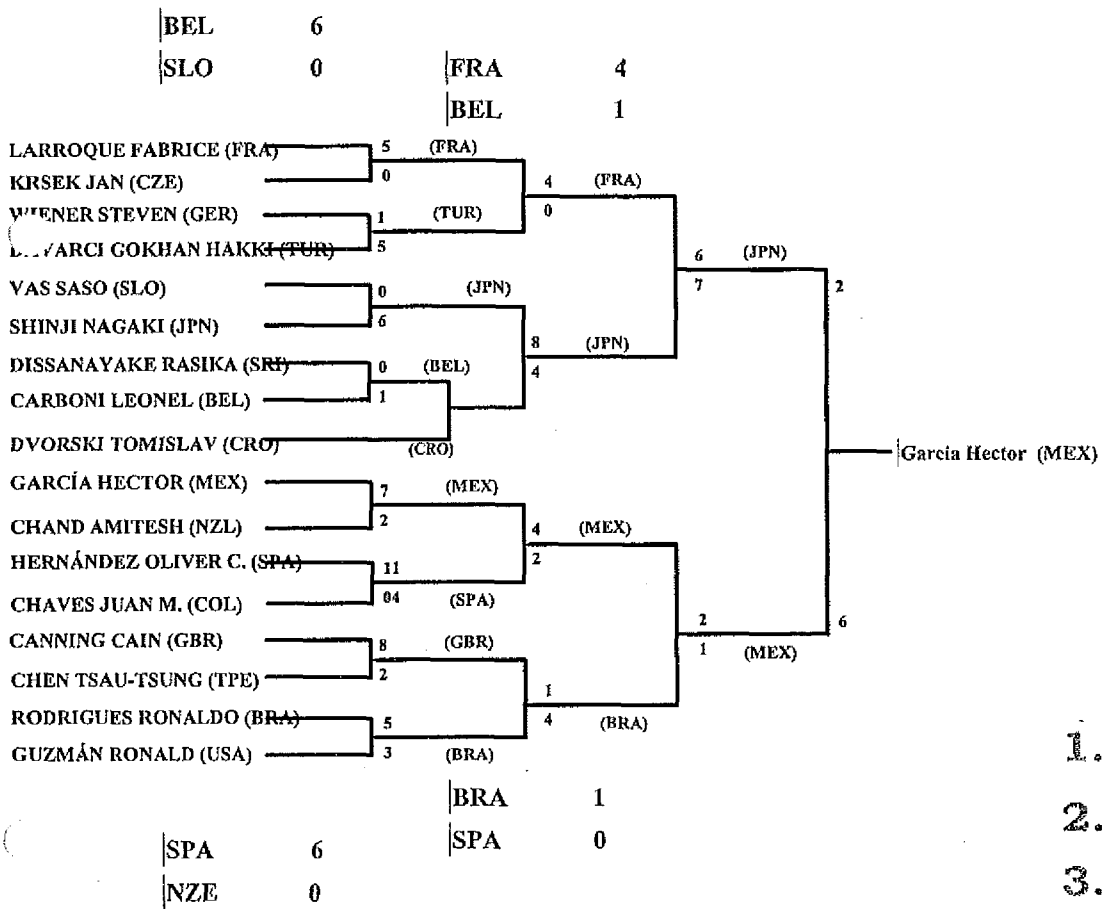 BEL 6
SLO 0
FRA 4
BEL 1
LARROQUE FABRICE (FRA) 5 (FRA)
KRSEK JAN (CZE) 0
4 (FRA)
0
WIENER STEVEN (GER) 1 (TUR)
GOKHAN HAKKI (TUR) 5
6 (JPN)
7
2
VAS SASO (SLO) 0 (JPN)
SHINJI NAGAKI (JPN) 6
8 (JPN)
4
DISSANAYAKE RASIKA (SRI) 0 (BEL)
CARBONI LEONEL (BEL) 1
DVORSKI TOMISLAV (CRO) (CRO)
García Hector (MEX)
GARCÍA HECTOR (MEX) 7 (MEX)
CHAND AMITESH (NZL) 2
4 (MEX)
2
HERNÁNDEZ OLIVER C. (SPA) 11
CHAVES JUAN M. (COL) 04 (SPA)
2
1 (MEX)
6
CANNING CAIN (GBR) 8 (GBR)
CHEN TSAU-TSUNG (TPE) 2
1
4 (BRA)
RODRIGUES RONALDO (BRA) 5
GUZMÁN RONALD (USA) 3 (BRA)
BRA 1
SPA 0
SPA 6
NZE 0
1.
2.
3.